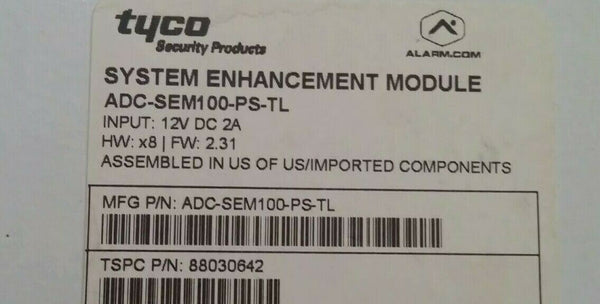 tyco
Security Products
ALARM.COM
SYSTEM ENHANCEMENT MODULE
ADC-SEM100-PS-TL
INPUT: 12V DC 2A
HW: x8 | FW: 2.31
ASSEMBLED IN US OF US/IMPORTED COMPONENTS
MFG P/N: ADC-SEM100-PS-TL
TSPC P/N: 88030642